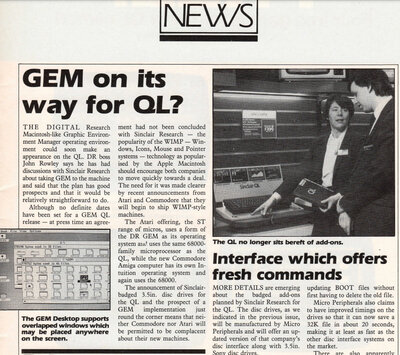 NEWS
GEM on its
way for QL?
THE DIGITAL Research
Macintosh-like Graphic Environ-
ment Manager operating environ-
ment could soon make an
appearance on the QL. DR boss
John Rowley says he has had
discussions with Sinclair Research
about taking GEM to the machine
and said that the plan has good
prospects and that it would be
relatively straightforward to do.
Although no definite dates
have been set for a GEM QL
release — at press time an agree-
ment had not been concluded
with Sinclair Research — the
popularity of the WIMP — Win-
dows, Icons, Mouse and Pointer
systems — technology as popular-
ised by the Apple Macintosh
should encourage both companies
to move quickly towards a deal.
The need for it was made clearer
by recent announcements from
Atari and Commodore that they
will begin to ship WIMP-style
machines.
The Atari offering, the ST
range of micros, uses a form of
the DR GEM as its operating
system and uses the same 68000-
family microprocessor as the
QL, while the new Commodore
Amiga computer has its own In-
tuition operating system and
again uses the 68000.
The announcement of Sinclair-
badged 3.5in. disc drives for
the QL and the prospect of a
GEM implementation just
round the corner means that nei-
ther Commodore nor Atari will
be permitted to be complacent
about their new machines.
The GEM Desktop supports
overlapped windows which
may be placed anywhere
on the screen.
Sinclair QL
The QL no longer sits bereft of add-ons.
Interface which offers
fresh commands
MORE DETAILS are emerging
about the badged add-ons
planned by Sinclair Research for
the QL. The disc drives, as we
indicated in the previous issue,
will be manufactured by Micro
Peripherals and will offer an up-
dated version of that company's
disc interface along with 3.5in.
Sony disc drives.
updating BOOT files without
first having to delete the old file.
Micro Peripherals also claims
to have improved timings on the
drives so that it can now save a
32K file in about 20 seconds,
making it at least as fast as the
other disc interface systems on
the market.
There are also apparently